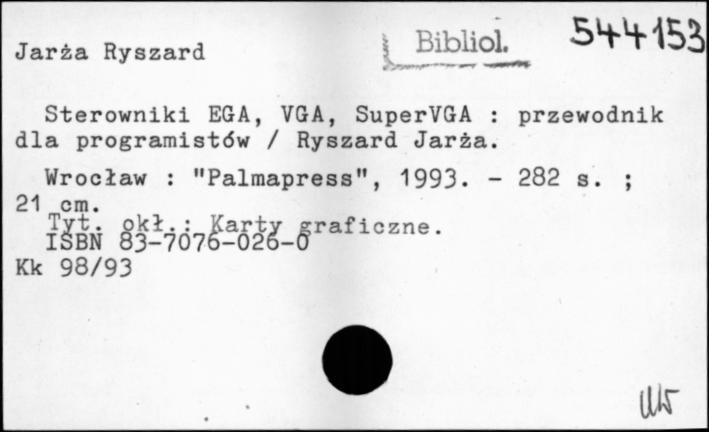 Jarża Ryszard
Bibliol. 544153
Sterowniki EGA, VGA, SuperVGA : przewodnik
dla programistów / Ryszard Jarża.
Wrocław : "Palmapress", 1993. - 282 s. ;
21 cm.
Tyt. okł.: Karty graficzne.
ISBN 83-7076-026-0
Kk 98/93